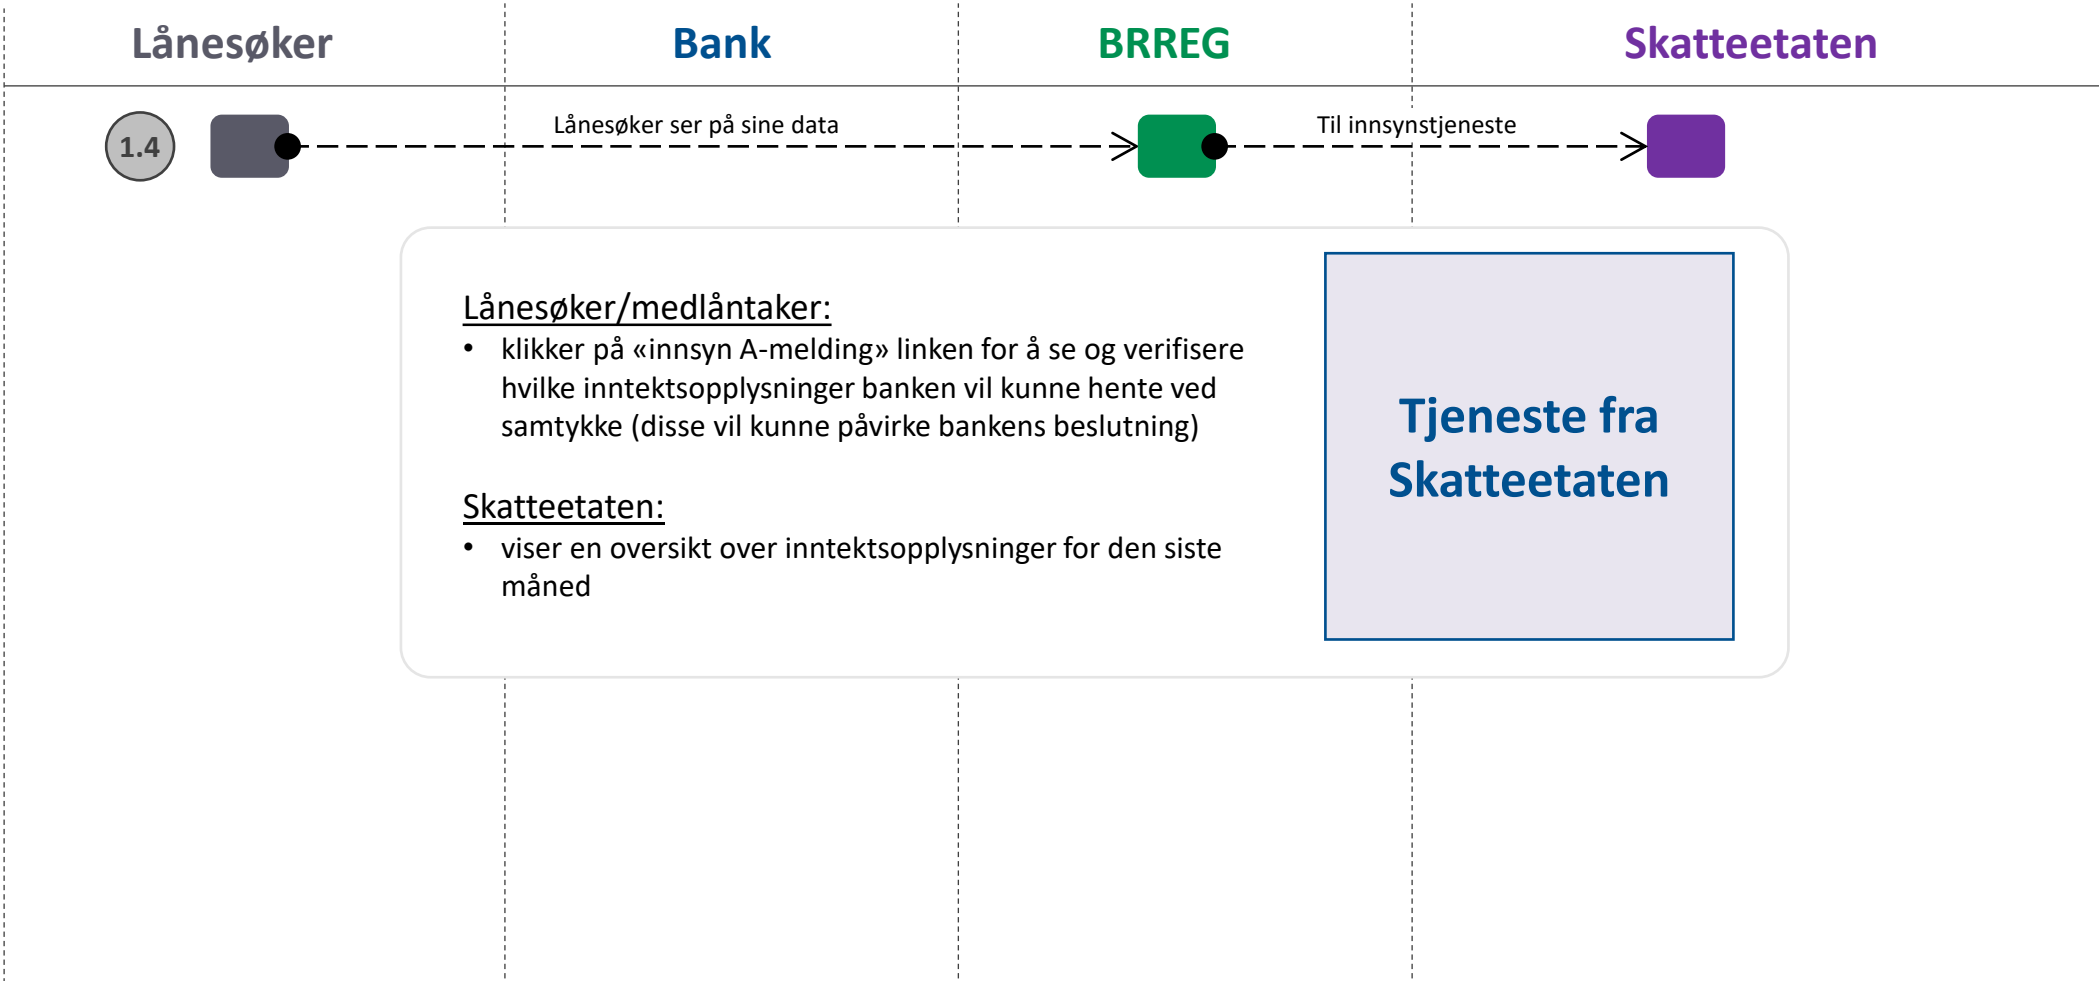 Lånesøker
Bank
BRREG
Skatteetaten
1.4
Lånesøker ser på sine data
Til innsynstjeneste
Lånesøker/medlåntaker:
• klikker på «innsyn A-melding» linken for å se og verifisere
hvilke inntektsopplysninger banken vil kunne hente ved
samtykke (disse vil kunne påvirke bankens beslutning)
Skatteetaten:
• viser en oversikt over inntektsopplysninger for den siste
måned
Tjeneste fra
Skatteetaten